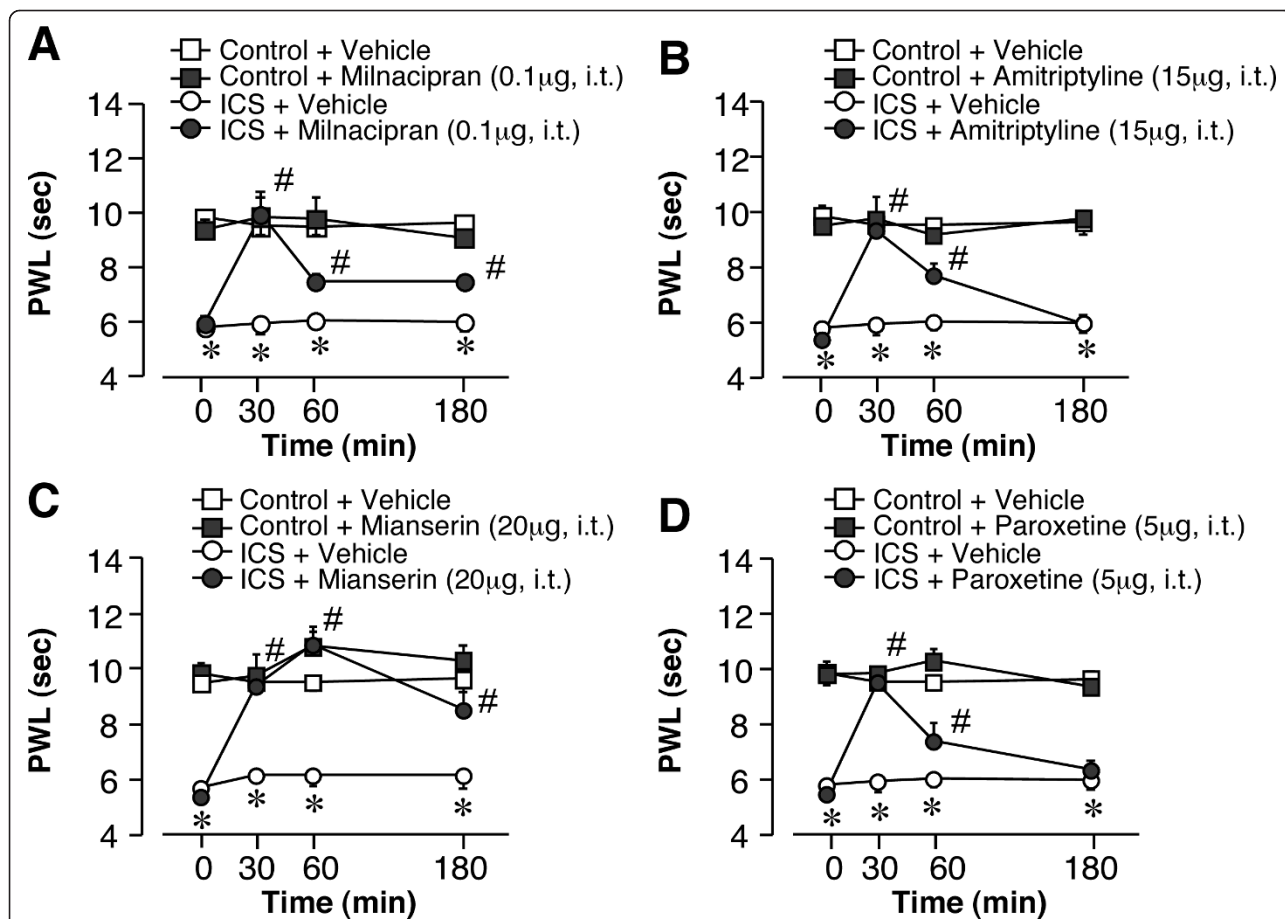 A
Control + Vehicle
Control + Milnacipran (0.1µg, i.t.)
ICS + Vehicle
ICS + Milnacipran (0.1µg, i.t.)
14
12
10
8
6
4
PWL (sec)
#
#
#
* * * *
0 30 60 180
Time (min)
B
Control + Vehicle
Control + Amitriptyline (15µg, i.t.)
ICS + Vehicle
ICS + Amitriptyline (15µg, i.t.)
14
12
10
8
6
4
PWL (sec)
#
#
* * * *
0 30 60 180
Time (min)
C
Control + Vehicle
Control + Mianserin (20µg, i.t.)
ICS + Vehicle
ICS + Mianserin (20µg, i.t.)
14
12
10
8
6
4
PWL (sec)
#
#
#
* * * *
0 30 60 180
Time (min)
D
Control + Vehicle
Control + Paroxetine (5µg, i.t.)
ICS + Vehicle
ICS + Paroxetine (5µg, i.t.)
14
12
10
8
6
4
PWL (sec)
#
#
* * * *
0 30 60 180
Time (min)